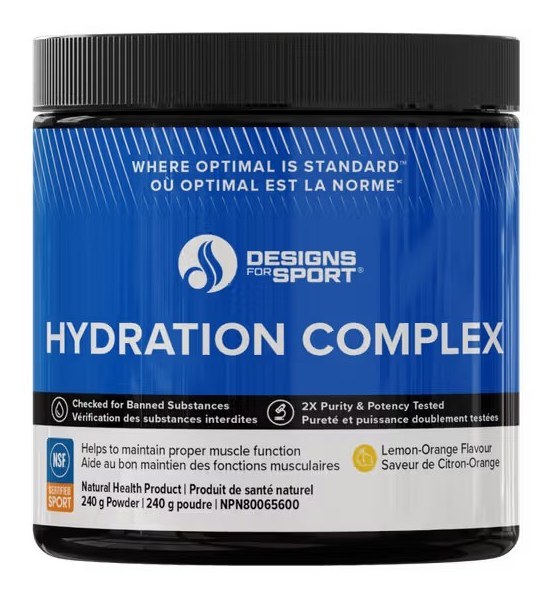 WHERE OPTIMAL IS STANDARD™
OÙ OPTIMAL EST LA NORME
DESIGNS
FOR SPORT®
HYDRATION COMPLEX
Checked for Banned Substances
Vérification des substances interdites
2X Purity & Potency Tested
Pureté et puissance doublement testées
NSF
CERTIFIED
SPORT
Helps to maintain proper muscle function
Aide au bon maintien des fonctions musculaires
Lemon-Orange Flavour
Saveur de Citron-Orange
Natural Health Product | Produit de santé naturel
240 g Powder | 240 g poudre | NPN80065600